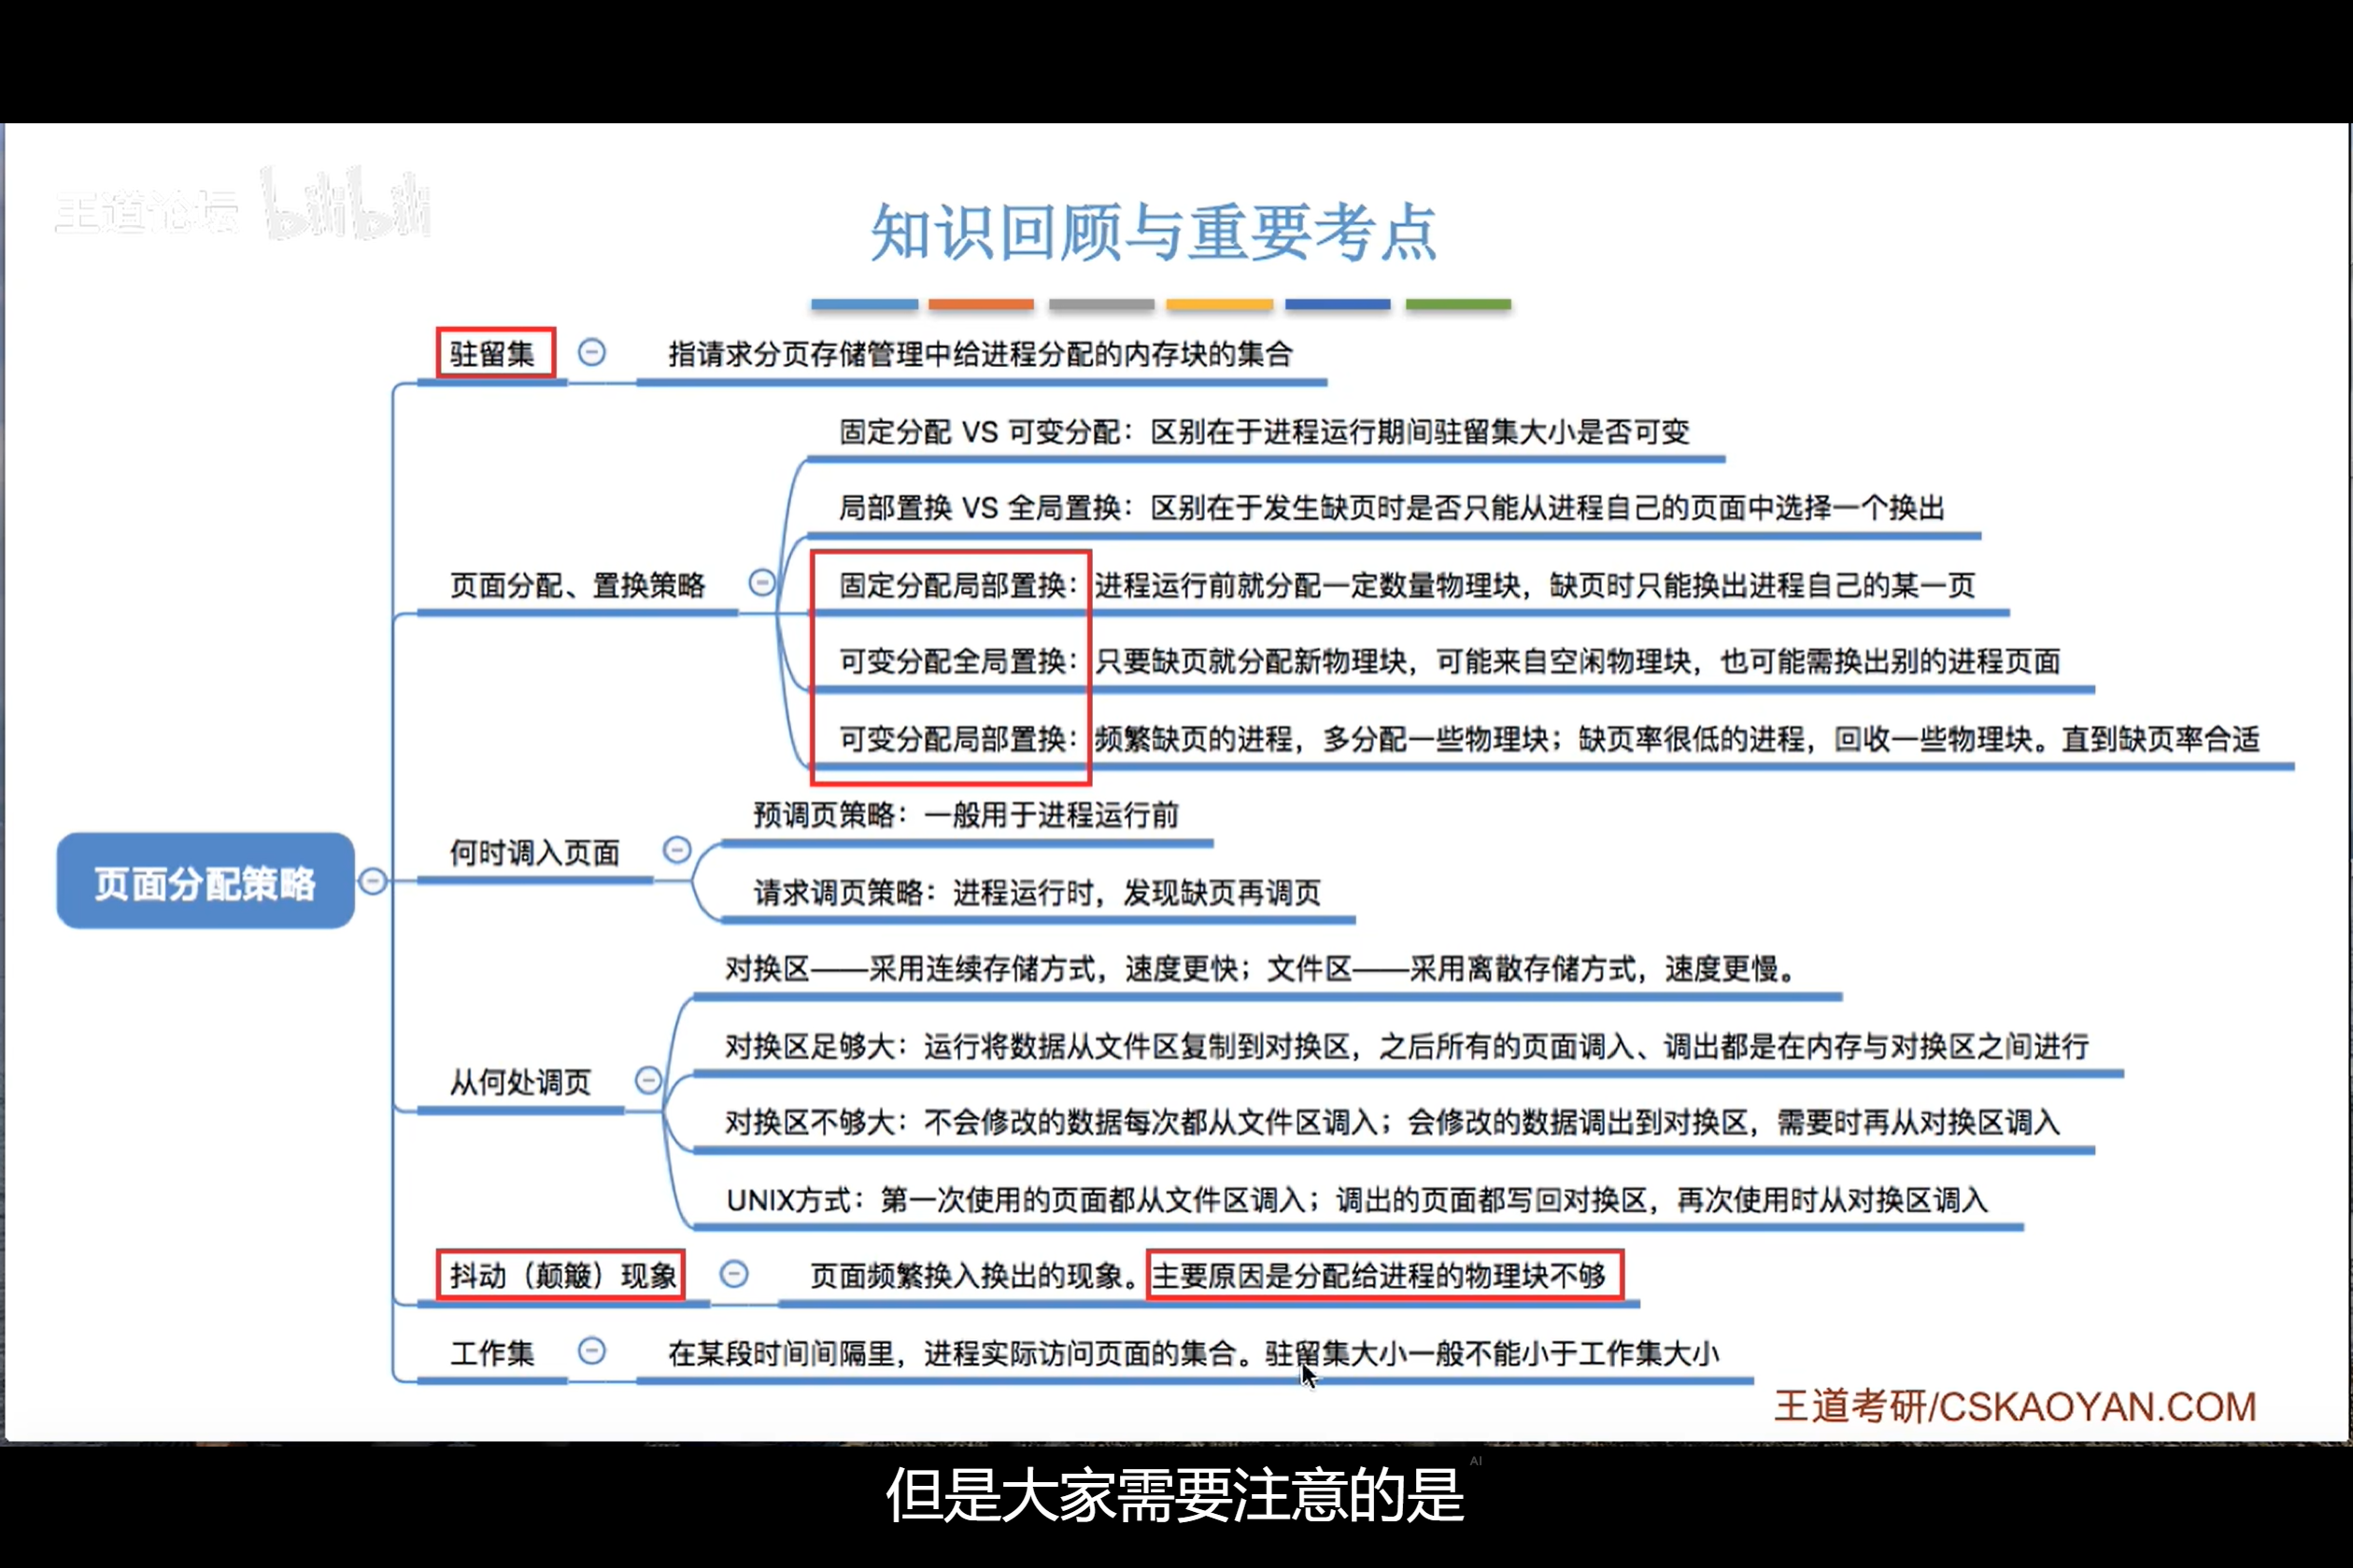 王道论坛 bilibili
知识回顾与重要考点
驻留集
指请求分页存储管理中给进程分配的内存块的集合
页面分配、置换策略
固定分配 VS 可变分配：区别在于进程运行期间驻留集大小是否可变
局部置换 VS 全局置换：区别在于发生缺页时是否只能从进程自己的页面中选择一个换出
固定分配局部置换：进程运行前就分配一定数量物理块，缺页时只能换出进程自己的某一页
可变分配全局置换：只要缺页就分配新物理块，可能来自空闲物理块，也可能需换出别的进程页面
可变分配局部置换：频繁缺页的进程，多分配一些物理块；缺页率很低的进程，回收一些物理块。直到缺页率合适
页面分配策略
何时调入页面
预调页策略：一般用于进程运行前
请求调页策略：进程运行时，发现缺页再调页
从何处调页
对换区——采用连续存储方式，速度更快；文件区——采用离散存储方式，速度更慢。
对换区足够大：运行将数据从文件区复制到对换区，之后所有的页面调入、调出都是在内存与对换区之间进行
对换区不够大：不会修改的数据每次都从文件区调入；会修改的数据调出到对换区，需要时再从对换区调入
UNIX方式：第一次使用的页面都从文件区调入；调出的页面都写回对换区，再次使用时从对换区调入
抖动（颠簸）现象
页面频繁换入换出的现象。主要原因是分配给进程的物理块不够
工作集
在某段时间间隔里，进程实际访问页面的集合。驻留集大小一般不能小于工作集大小
王道考研/CSKAOYAN.COM
AI
但是大家需要注意的是